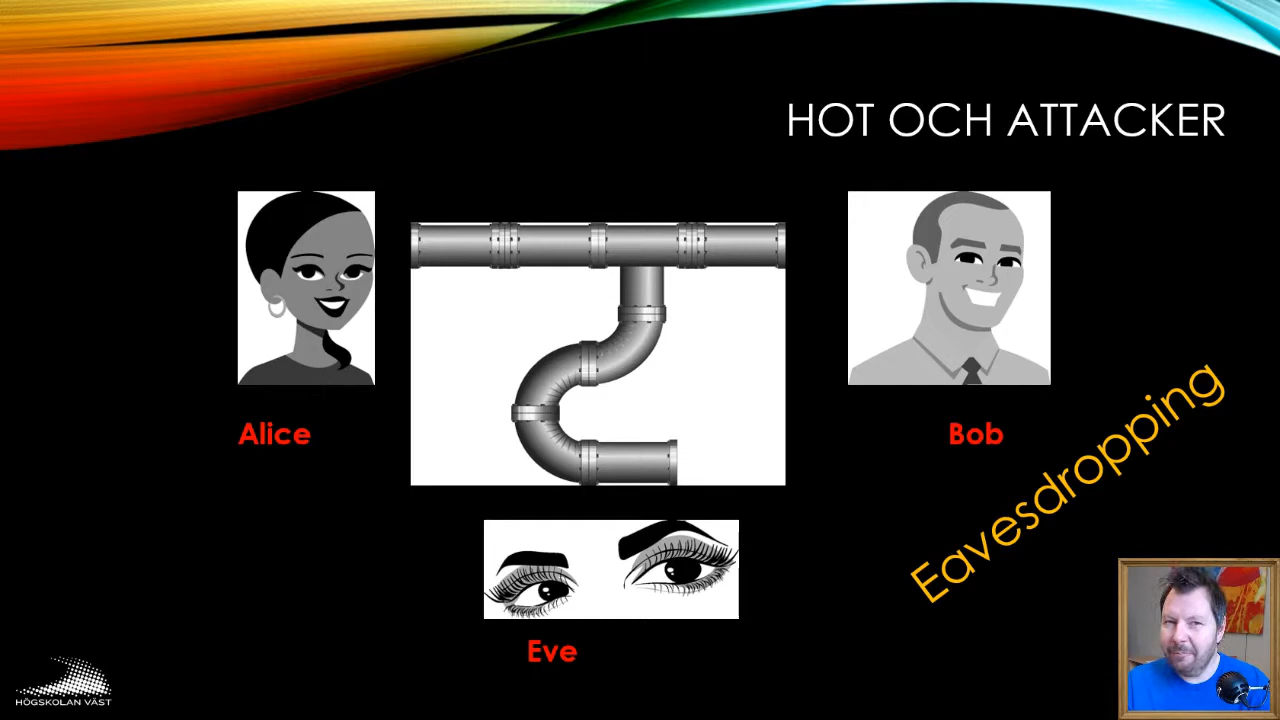 HOT OCH ATTACKER
Alice
Bob
Eavesdropping
Eve
HÖGSKOLAN VÄST